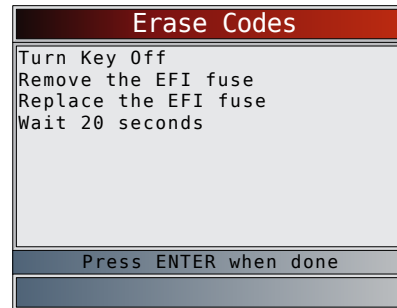 Erase Codes
Turn Key Off
Remove the EFI fuse
Replace the EFI fuse
Wait 20 seconds
Press ENTER when done